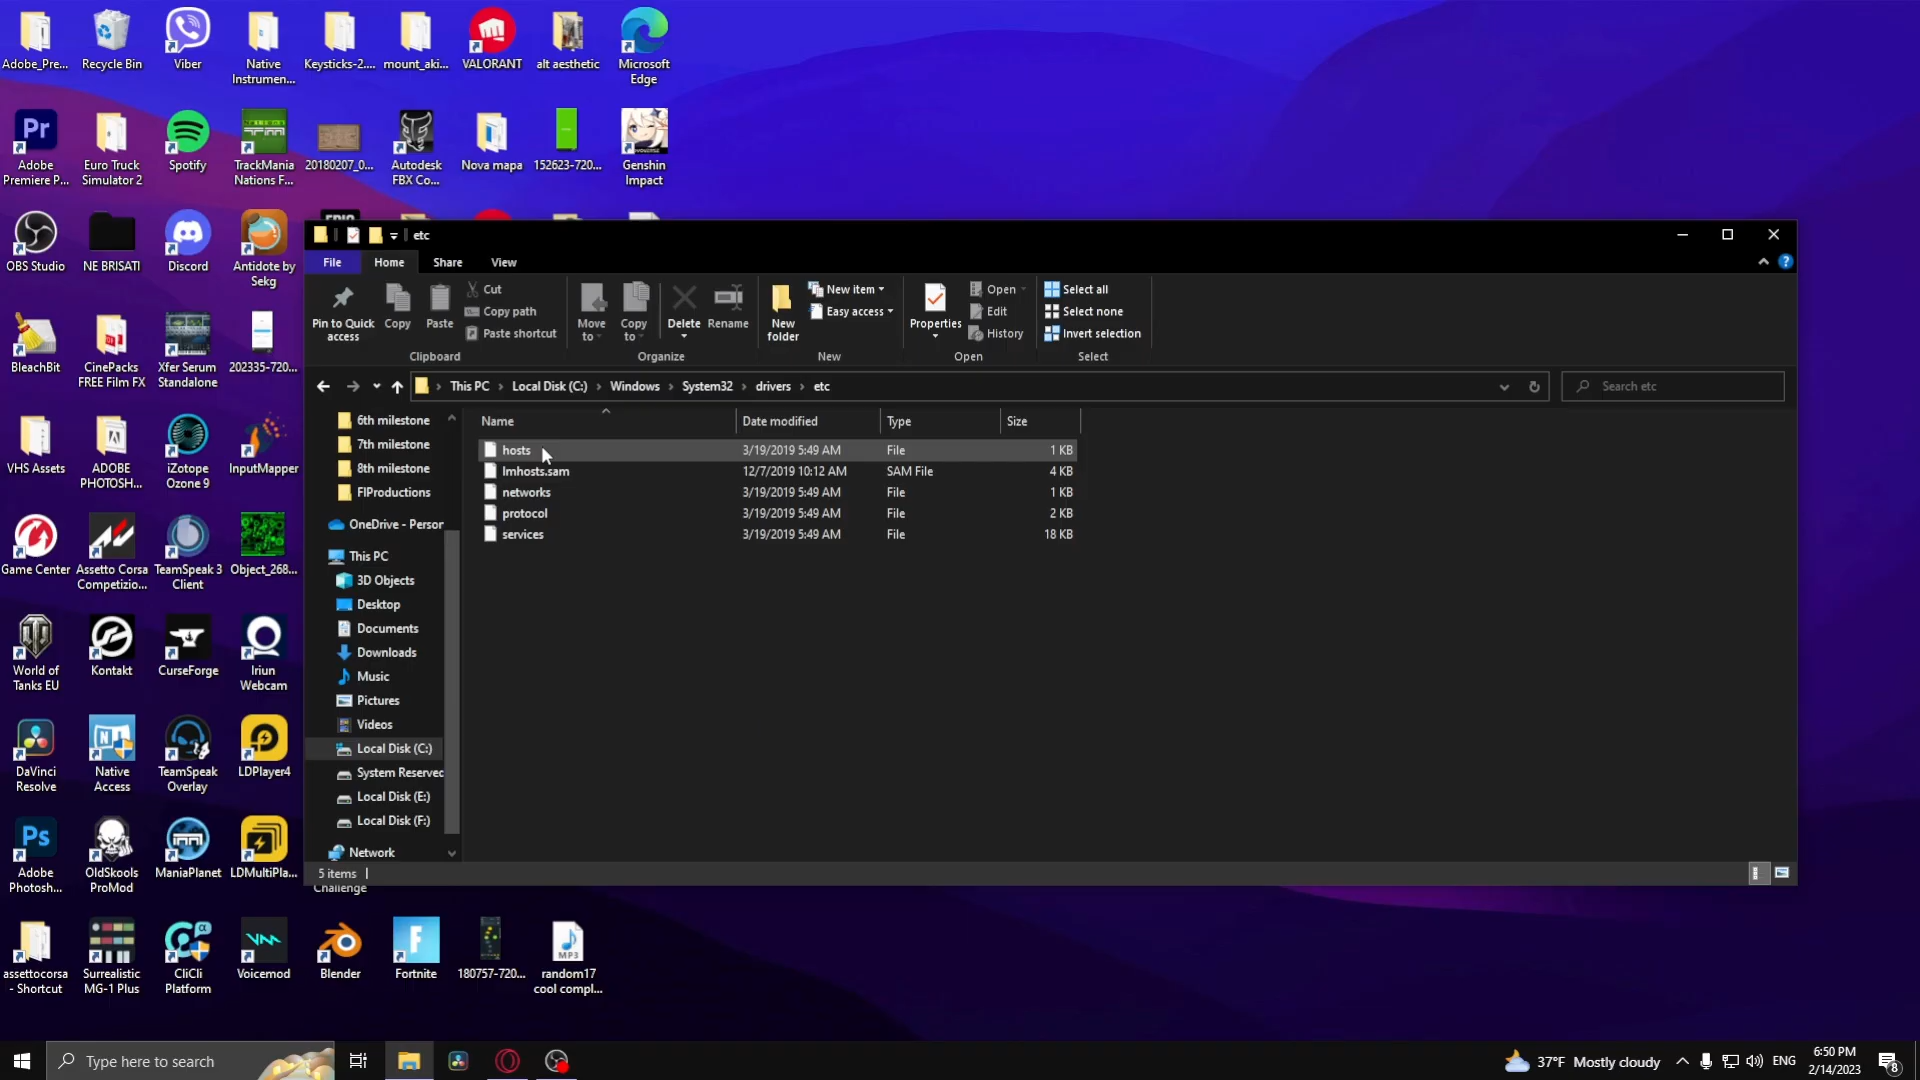 Adobe_Pre...
Recycle Bin
Viber
Native
Instrumen...
Keysticks-2....
mount_aki...
VALORANT
alt aesthetic
Microsoft
Edge
Adobe
Premiere P...
Euro Truck
Simulator 2
Spotify
TrackMania
Nations F...
20180207_0...
Autodesk
FBX Co...
Nova mapa
152623-720...
Genshin
Impact
OBS Studio
NE BRISATI
Discord
Antidote by
Sekg
BleachBit
CinePacks
FREE Film FX
Xfer Serum
Standalone
202335-720...
VHS Assets
ADOBE
PHOTOSH...
iZotope
Ozone 9
InputMapper
Game Center
Assetto Corsa
Competizio...
TeamSpeak 3
Client
Object_268...
World of
Tanks EU
Kontakt
CurseForge
Iriun
Webcam
DaVinci
Resolve
Native
Access
TeamSpeak
Overlay
LDPlayer4
Adobe
Photosh...
OldSkools
ProMod
ManiaPlanet
LDMultiPla...
Challenge
assettocorsa
- Shortcut
Surrealistic
MG-1 Plus
CliCli
Platform
Voicemod
Blender
Fortnite
180757-720...
MP3
random17
cool compl...
etc
File
Home
Share
View
Pin to Quick
access
Copy
Paste
Cut
Copy path
Paste shortcut
Clipboard
Move
to
Copy
to
Delete
Rename
Organize
New
folder
New item
Easy access
New
Properties
Open
Edit
History
Open
Select all
Select none
Invert selection
Select
This PC › Local Disk (C:) › Windows › System32 › drivers › etc
Search etc
6th milestone
7th milestone
8th milestone
FIProductions
OneDrive - Person
This PC
3D Objects
Desktop
Documents
Downloads
Music
Pictures
Videos
Local Disk (C:)
System Reserved
Local Disk (E:)
Local Disk (F:)
Network
Name Date modified Type Size
hosts 3/19/2019 5:49 AM File 1 KB
lmhosts.sam 12/7/2019 10:12 AM SAM File 4 KB
networks 3/19/2019 5:49 AM File 1 KB
protocol 3/19/2019 5:49 AM File 2 KB
services 3/19/2019 5:49 AM File 18 KB
5 items
Type here to search
37°F Mostly cloudy
ENG
6:50 PM
2/14/2023
8